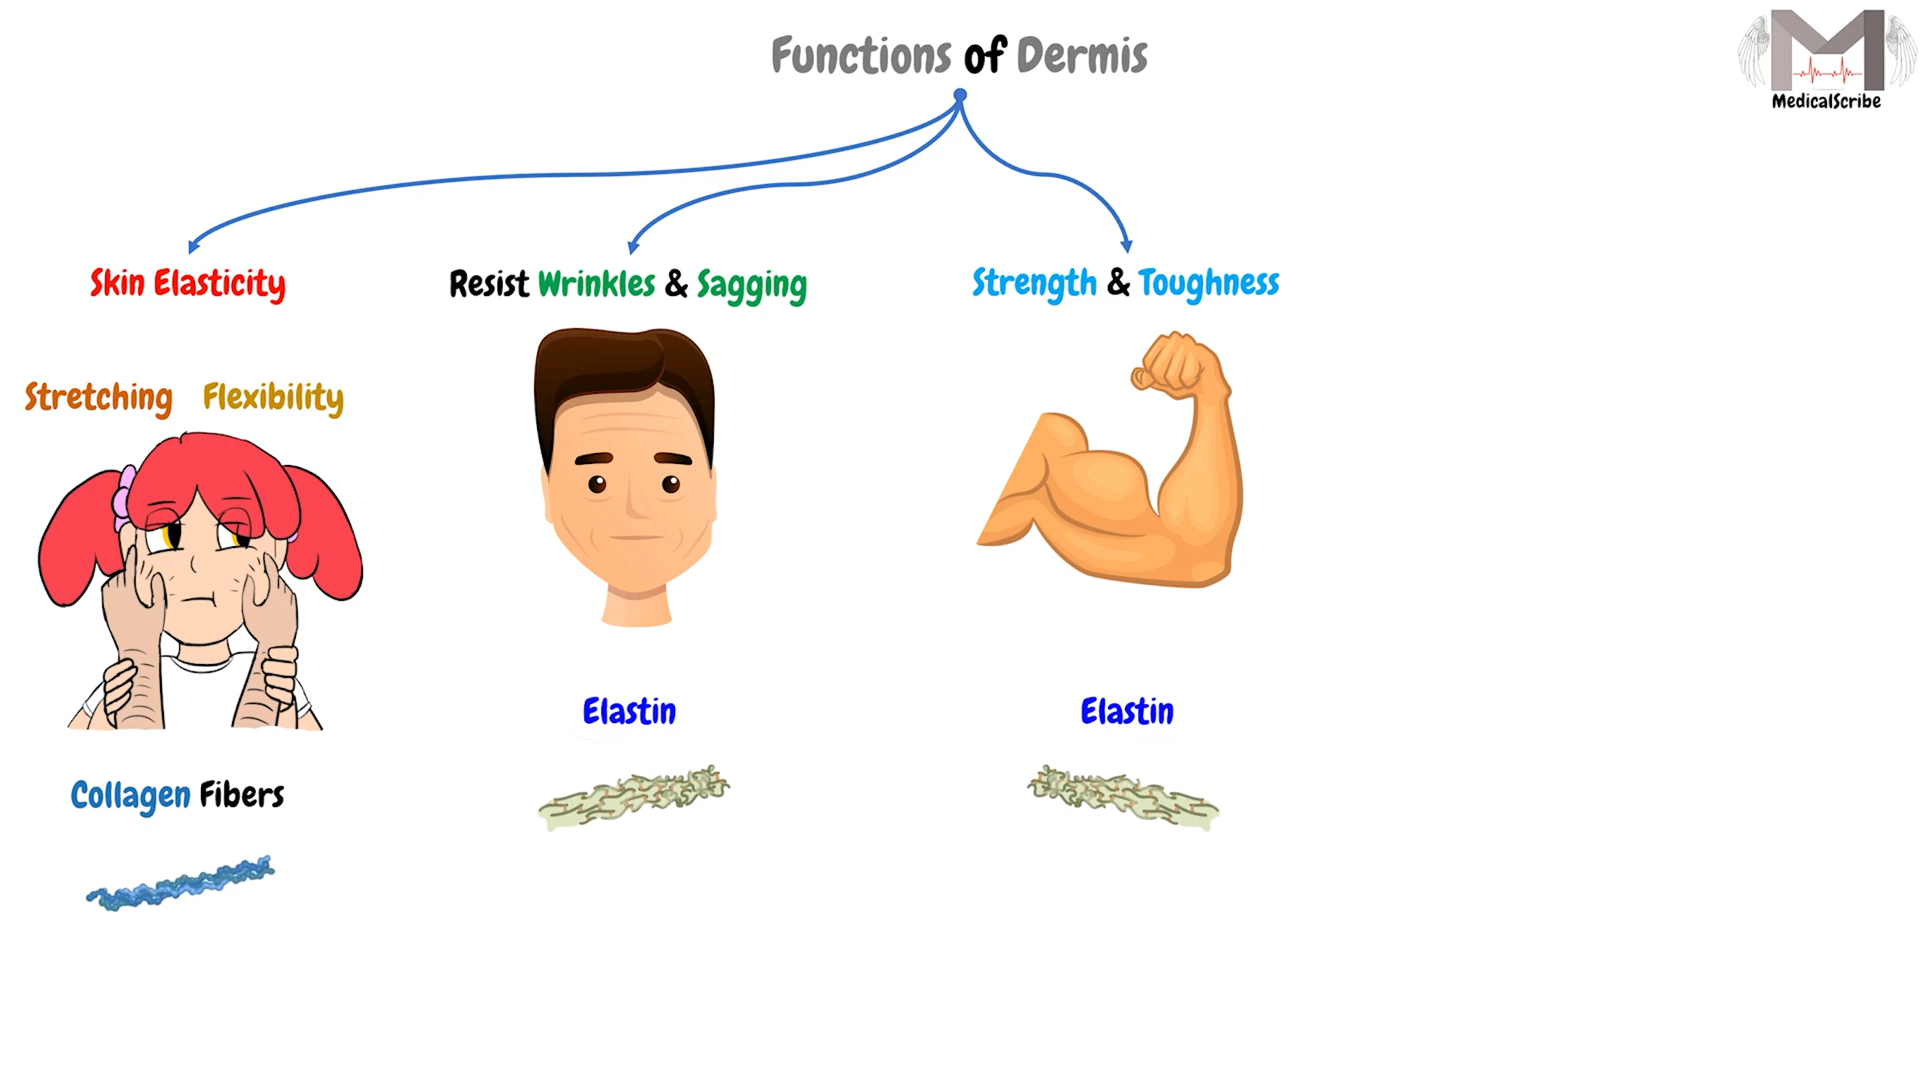 Functions of Dermis
MedicalScribe
Skin Elasticity
Resist Wrinkles & Sagging
Strength & Toughness
Stretching Flexibility
Elastin
Elastin
Collagen Fibers